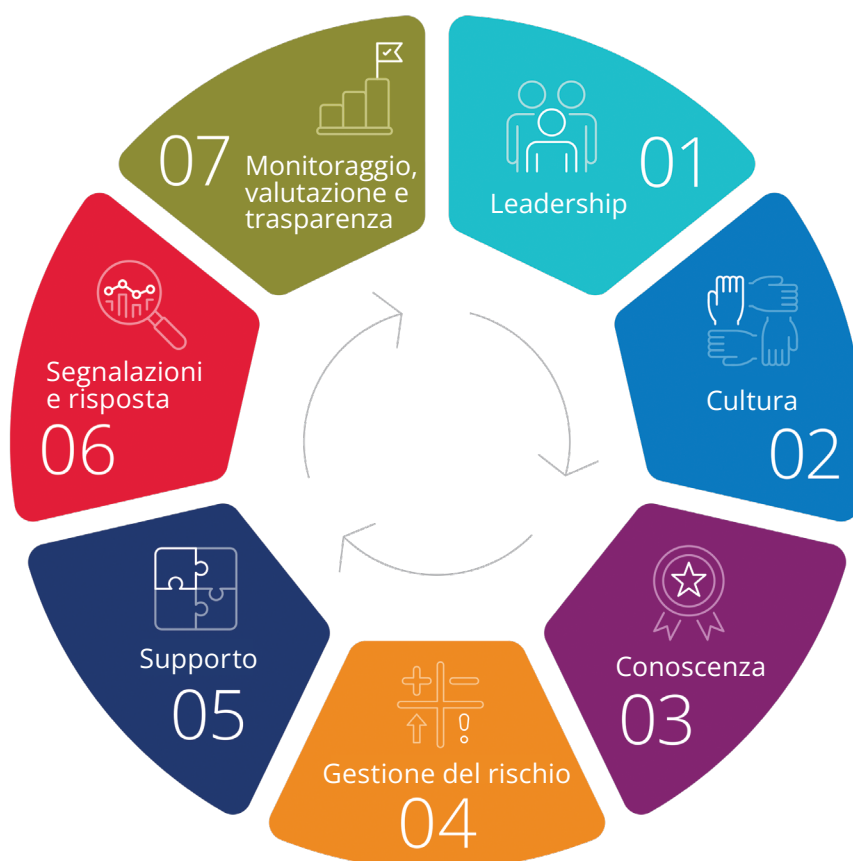 01
Leadership
02
Cultura
03
Conoscenza
04
Gestione del rischio
05
Supporto
06
Segnalazioni
e risposta
07
Monitoraggio,
valutazione e
trasparenza